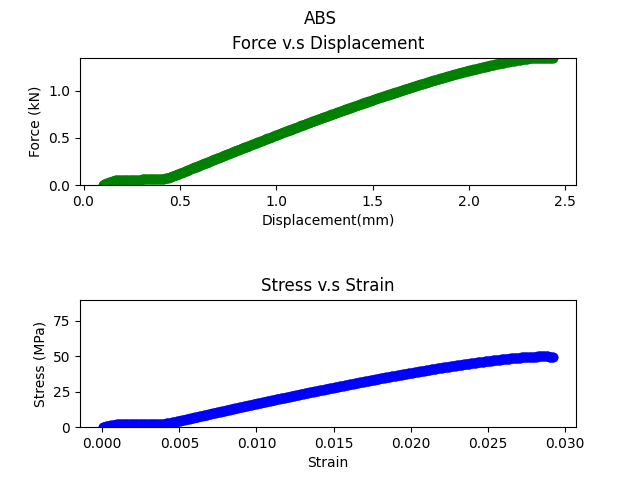 ABS
Force v.s Displacement
1.0
0.5
0.0
Force (kN)
0.0 0.5 1.0 1.5 2.0 2.5
Displacement(mm)
Stress v.s Strain
75
50
25
0
Stress (MPa)
0.000 0.005 0.010 0.015 0.020 0.025 0.030
Strain